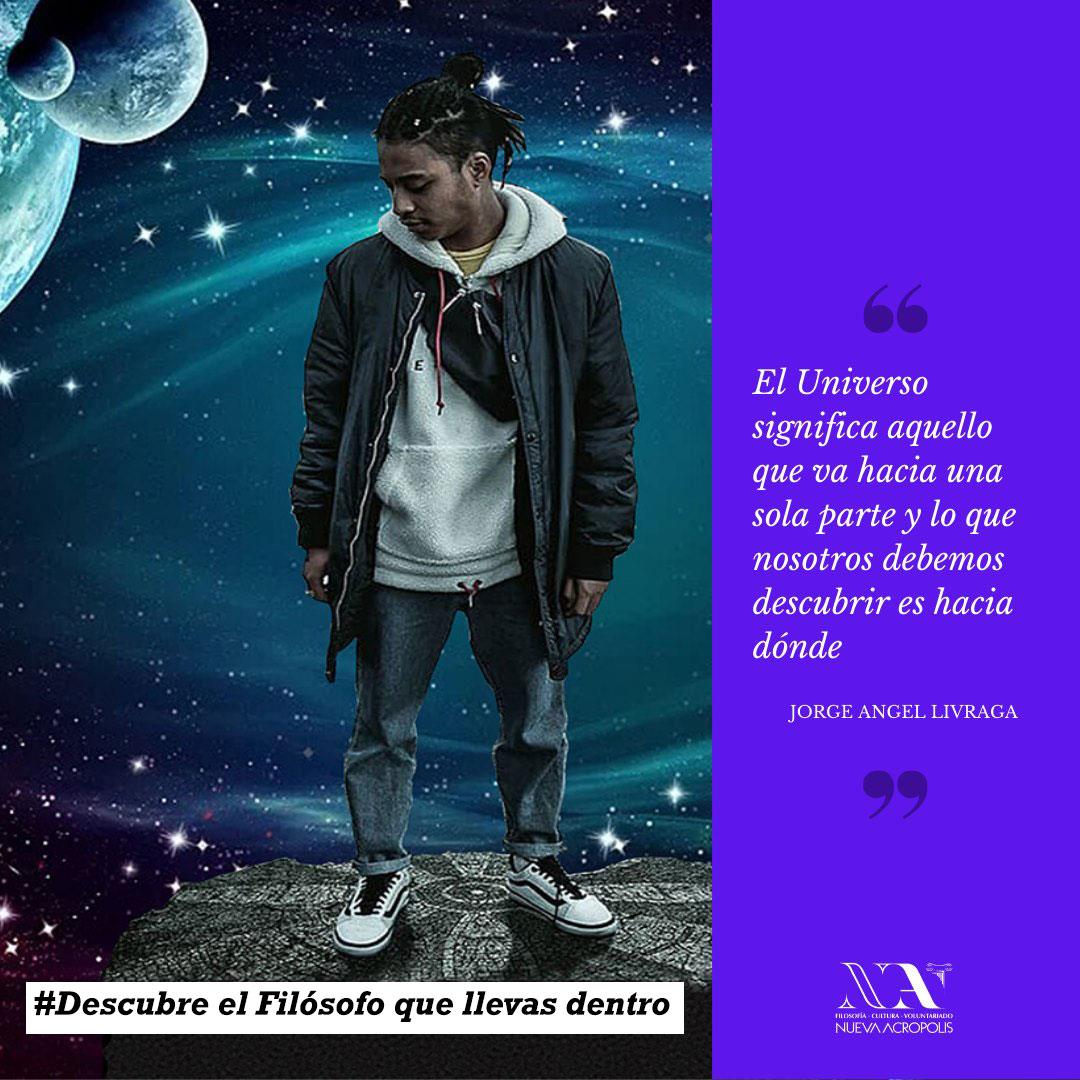 E
“
El Universo
significa aquello
que va hacia una
sola parte y lo que
nosotros debemos
descubrir es hacia
dónde
JORGE ANGEL LIVRAGA
”
#Descubre el Filósofo que llevas dentro
NA
FILOSOFÍA · CULTURA · VOLUNTARIADO
NUEVA ACROPOLIS